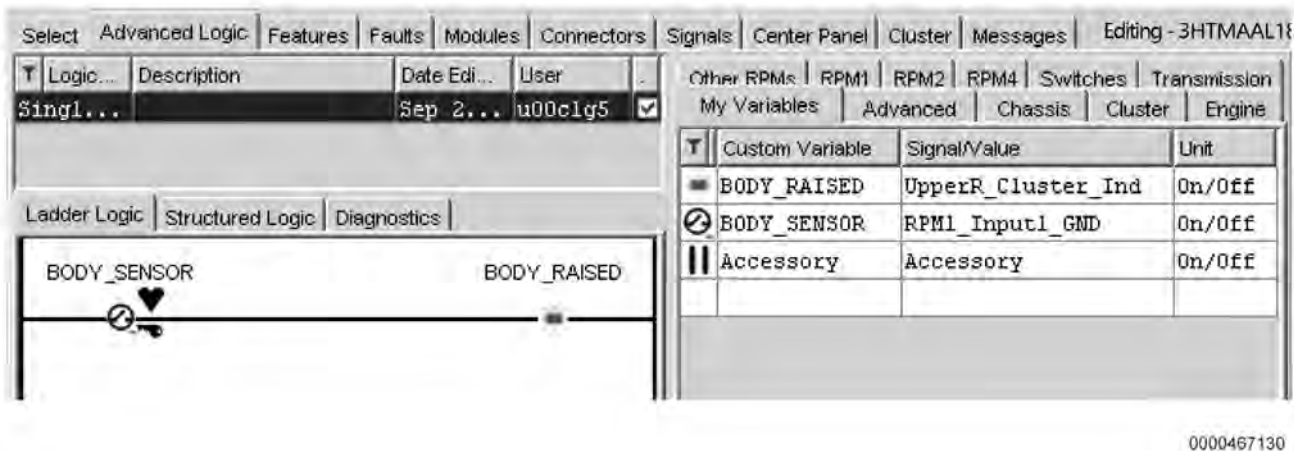 Select Advanced Logic Features Faults Modules Connectors Signals Center Panel Cluster Messages Editing - 3HTMAAL18
T Logic... Description Date Edi... User .
Singl... Sep 2... u00clg5
Ladder Logic Structured Logic Diagnostics
BODY_SENSOR BODY_RAISED
Other RPMs RPM1 RPM2 RPM4 Switches Transmission
My Variables Advanced Chassis Cluster Engine
T Custom Variable Signal/Value Unit
BODY_RAISED UpperR_Cluster_Ind On/Off
BODY_SENSOR RPM1_Input1_GND On/Off
Accessory Accessory On/Off
0000467130